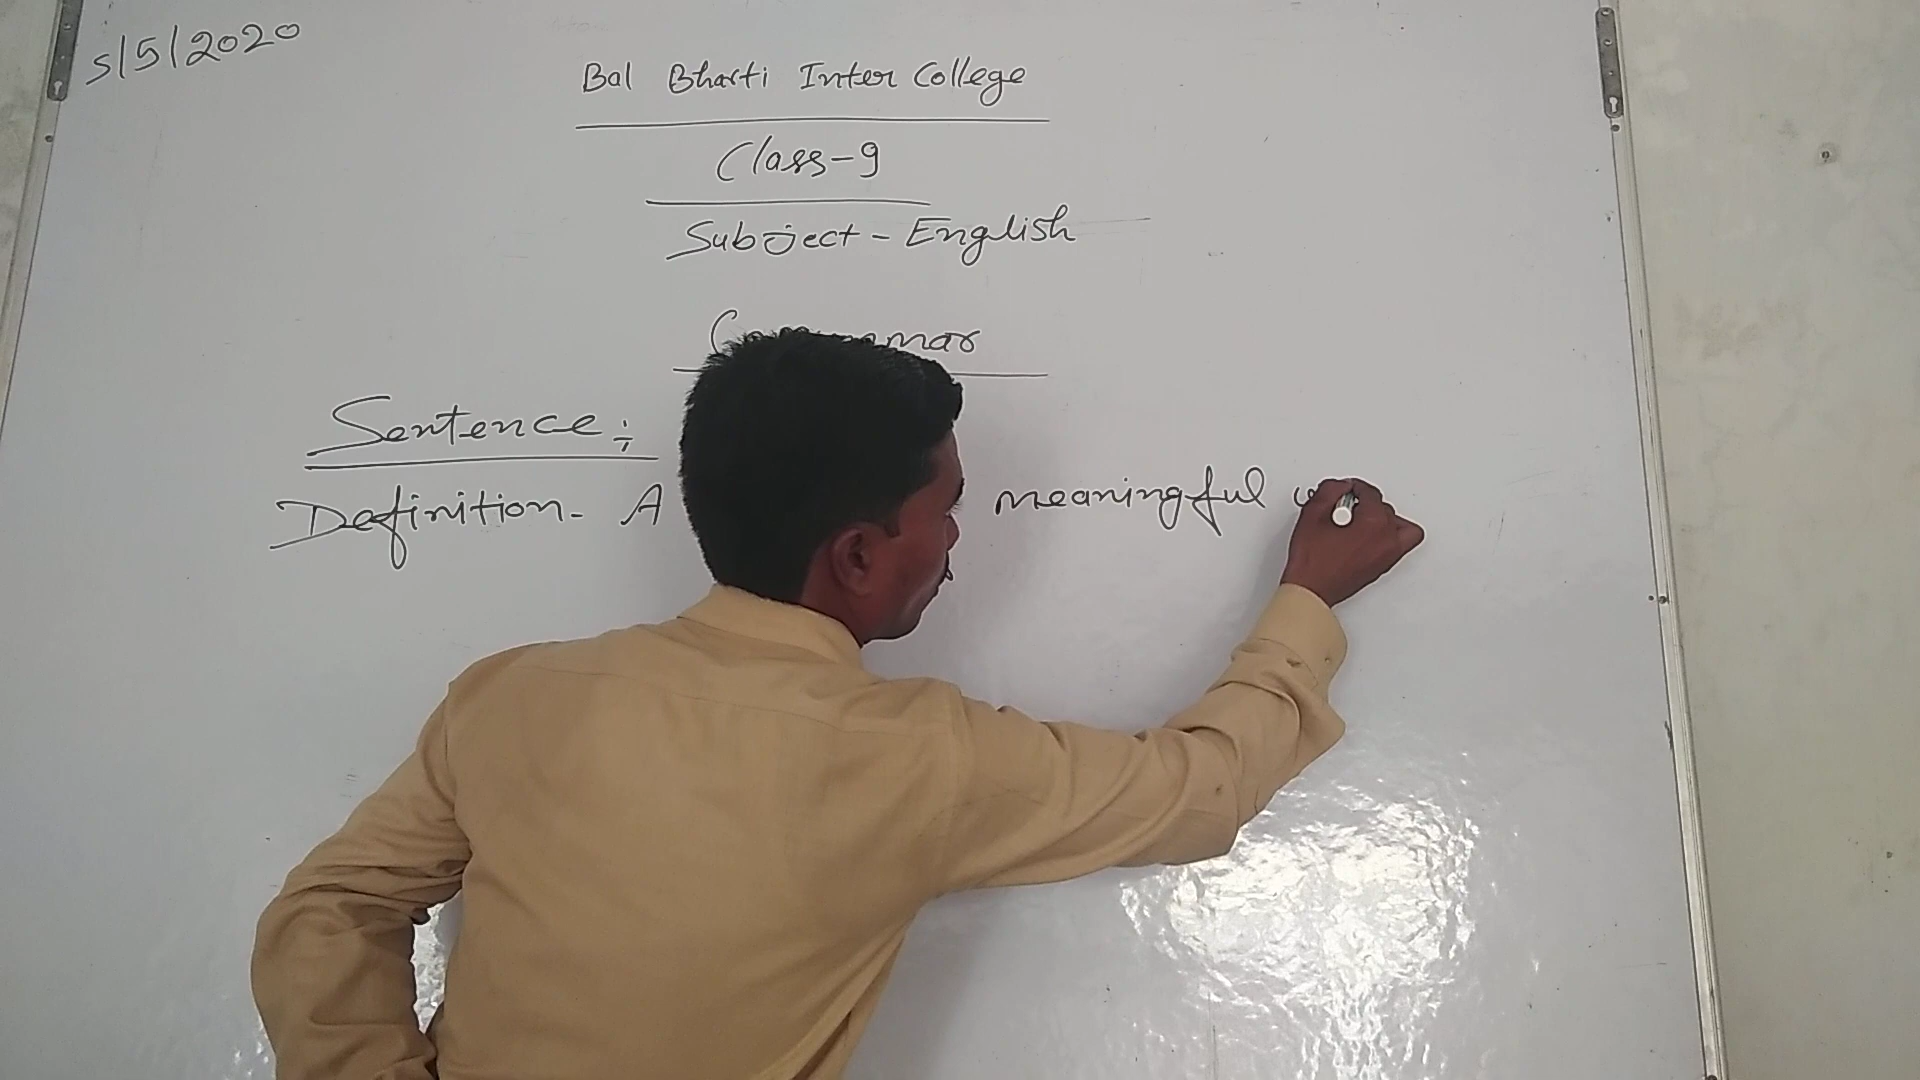 5/5/2020
Bal Bharti Inter College
Class-9
Subject - English
Sentence:
Definition. A meaningful